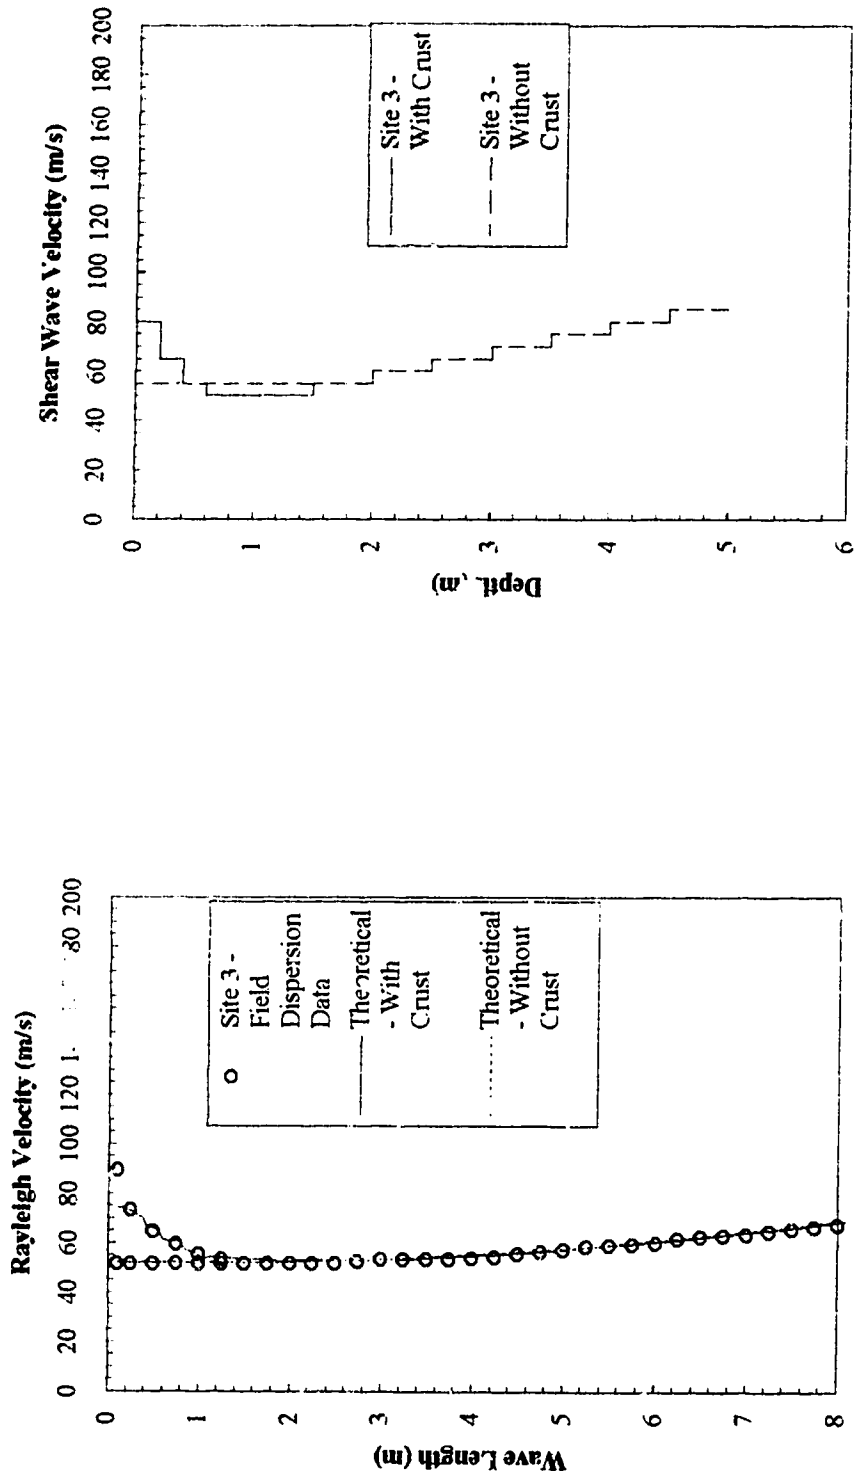 Rayleigh Velocity (m/s)
0 20 40 60 80 100 120 200
Wave Length (m)
0
1
2
3
4
5
6
7
8
Site 3 -
Field
Dispersion
Data
Theoretical
- With
Crust
Theoretical
- Without
Crust
Shear Wave Velocity (m/s)
0 20 40 60 80 100 120 140 160 180 200
(m)
0
1
2
3
4
5
6
Site 3 -
With Crust
Site 3 -
Without
Crust